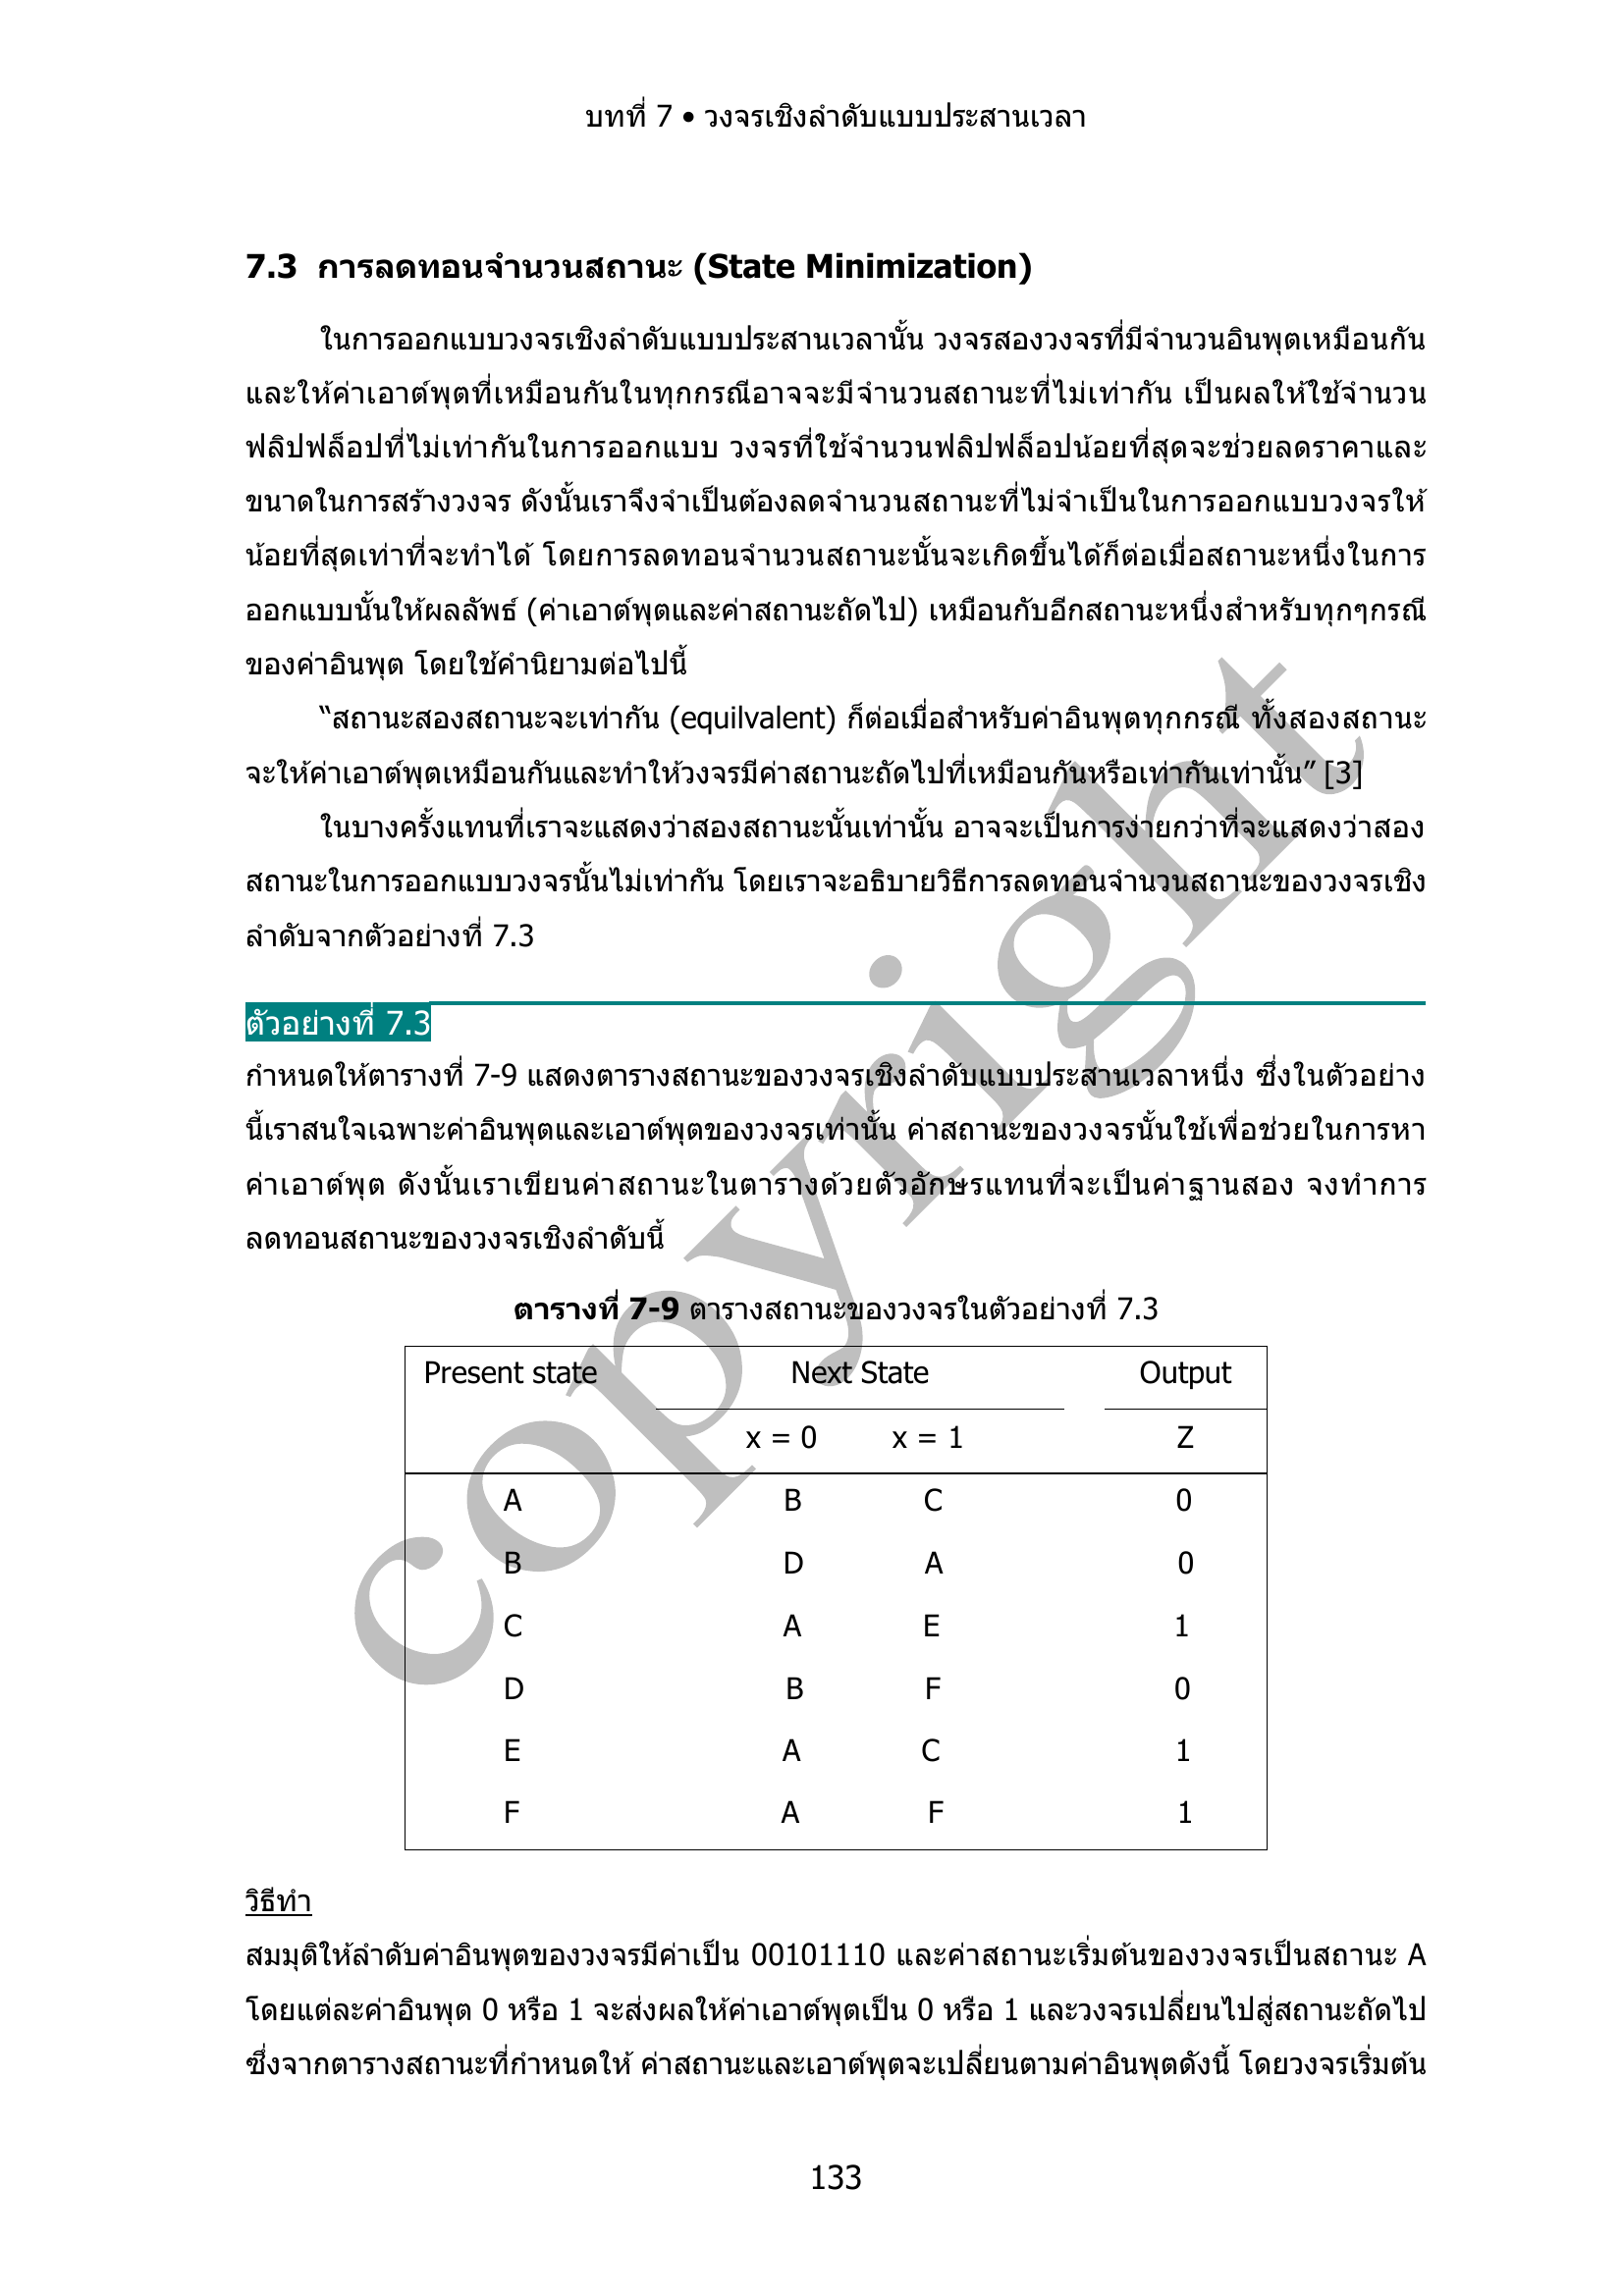 บทที่ 7 • วงจรเชิงลำดับแบบประสานเวลา
7.3 การลดทอนจำนวนสถานะ (State Minimization)
ในการออกแบบวงจรเชิงลำดับแบบประสานเวลานั้น วงจรสองวงจรที่มีจำนวนอินพุตเหมือนกัน
และให้ค่าเอาต์พุตที่เหมือนกันในทุกกรณีอาจจะมีจำนวนสถานะที่ไม่เท่ากัน เป็นผลให้ใช้จำนวน
ฟลิปฟล็อปที่ไม่เท่ากันในการออกแบบ วงจรที่ใช้จำนวนฟลิปฟล็อปน้อยที่สุดจะช่วยลดราคาและ
ขนาดในการสร้างวงจร ดังนั้นเราจึงจำเป็นต้องลดจำนวนสถานะที่ไม่จำเป็นในการออกแบบวงจรให้
น้อยที่สุดเท่าที่จะทำได้ โดยการลดทอนจำนวนสถานะนั้นจะเกิดขึ้นได้ก็ต่อเมื่อสถานะหนึ่งในการ
ออกแบบนั้นให้ผลลัพธ์ (ค่าเอาต์พุตและค่าสถานะถัดไป) เหมือนกับอีกสถานะหนึ่งสำหรับทุกๆกรณี
ของค่าอินพุต โดยใช้คำนิยามต่อไปนี้
“สถานะสองสถานะจะเท่ากัน (equilvalent) ก็ต่อเมื่อสำหรับค่าอินพุตทุกกรณี ทั้งสองสถานะ
จะให้ค่าเอาต์พุตเหมือนกันและทำให้วงจรมีค่าสถานะถัดไปที่เหมือนกันหรือเท่ากันเท่านั้น” [3]
ในบางครั้งแทนที่เราจะแสดงว่าสองสถานะนั้นเท่านั้น อาจจะเป็นการง่ายกว่าที่จะแสดงว่าสอง
สถานะในการออกแบบวงจรนั้นไม่เท่ากัน โดยเราจะอธิบายวิธีการลดทอนจำนวนสถานะของวงจรเชิง
ลำดับจากตัวอย่างที่ 7.3
ตัวอย่างที่ 7.3
กำหนดให้ตารางที่ 7-9 แสดงตารางสถานะของวงจรเชิงลำดับแบบประสานเวลาหนึ่ง ซึ่งในตัวอย่าง
นี้เราสนใจเฉพาะค่าอินพุตและเอาต์พุตของวงจรเท่านั้น ค่าสถานะของวงจรนั้นใช้เพื่อช่วยในการหา
ค่าเอาต์พุต ดังนั้นเราเขียนค่าสถานะในตารางด้วยตัวอักษรแทนที่จะเป็นค่าฐานสอง จงทำการ
ลดทอนสถานะของวงจรเชิงลำดับนี้
ตารางที่ 7-9 ตารางสถานะของวงจรในตัวอย่างที่ 7.3
Present state Next State Output
x = 0 x = 1 Z
A B C 0
B D A 0
C A E 1
D B F 0
E A C 1
F A F 1
วิธีทำ
สมมุติให้ลำดับค่าอินพุตของวงจรมีค่าเป็น 00101110 และค่าสถานะเริ่มต้นของวงจรเป็นสถานะ A
โดยแต่ละค่าอินพุต 0 หรือ 1 จะส่งผลให้ค่าเอาต์พุตเป็น 0 หรือ 1 และวงจรเปลี่ยนไปสู่สถานะถัดไป
ซึ่งจากตารางสถานะที่กำหนดให้ ค่าสถานะและเอาต์พุตจะเปลี่ยนตามค่าอินพุตดังนี้ โดยวงจรเริ่มต้น
133
copyright